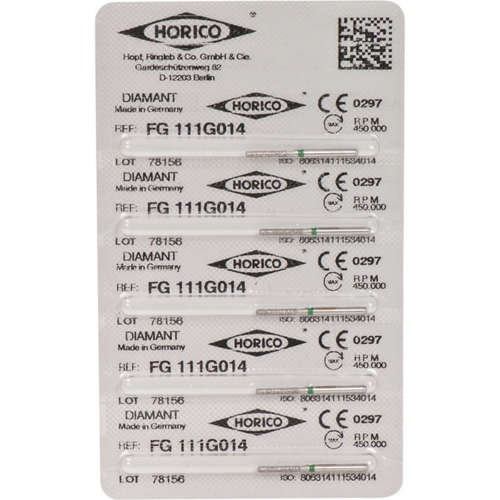 HORICO
Hopf, Ringleb & Co. GmbH & Cie.
Gardeschützenweg 82
D-12203 Berlin
DIAMANT HORICO CE 0297
Made in Germany
REF: FG 111G014 MAX RPM 450.000
LOT 78156 ISO: 806314111534014
DIAMANT HORICO CE 0297
Made in Germany
REF: FG 111G014 MAX RPM 450.000
LOT 78156 ISO: 806314111534014
DIAMANT HORICO CE 0297
Made in Germany
REF: FG 111G014 MAX RPM 450.000
LOT 78156 ISO: 806314111534014
DIAMANT HORICO CE 0297
Made in Germany
REF: FG 111G014 MAX RPM 450.000
LOT 78156 ISO: 806314111534014
DIAMANT HORICO CE 0297
Made in Germany
REF: FG 111G014 MAX RPM 450.000
LOT 78156 ISO: 806314111534014